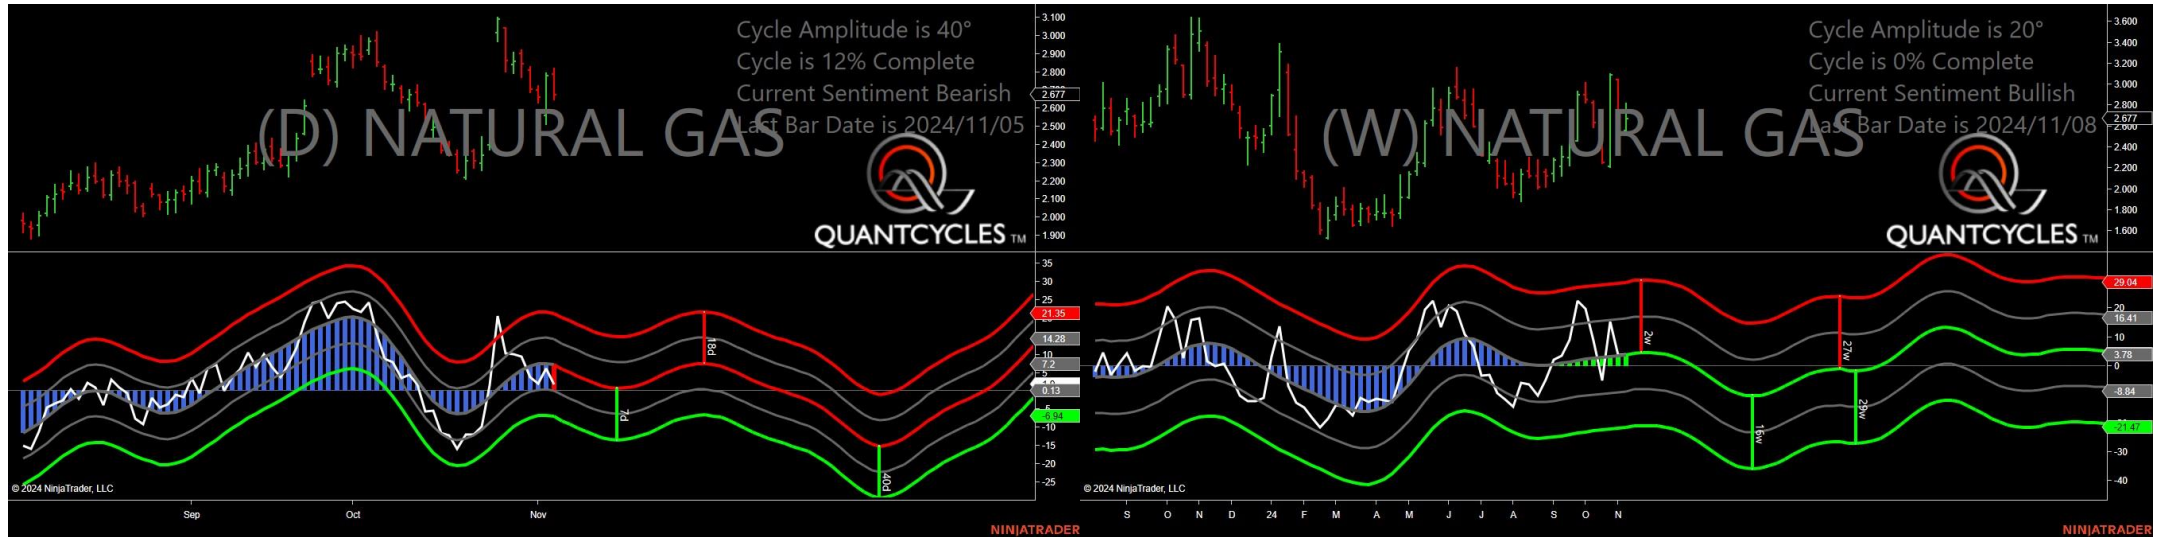 Cycle Amplitude is 40°
Cycle is 12% Complete
Current Sentiment Bearish
Last Bar Date is 2024/11/05
(D) NATURAL GAS
QUANTCYCLES TM
3.100
3.000
2.900
2.800
2.677
2.600
2.500
2.400
2.300
2.200
2.100
2.000
1.900
35
30
25
21.35
14.28
10
7.2
5
0.13
-6.94
-10
-15
-20
-25
7d
18d
40d
© 2024 NinjaTrader, LLC
Sep Oct Nov
NINJATRADER
Cycle Amplitude is 20°
Cycle is 0% Complete
Current Sentiment Bullish
Last Bar Date is 2024/11/08
(W) NATURAL GAS
QUANTCYCLES TM
3.600
3.400
3.200
3.000
2.800
2.677
2.600
2.400
2.200
2.000
1.800
1.600
29.04
20
16.41
10
3.78
0
-8.84
-21.47
-30
-40
2w
16w
27w
29w
© 2024 NinjaTrader, LLC
S O N D 24 F M A M J J A S O N
NINJATRADER